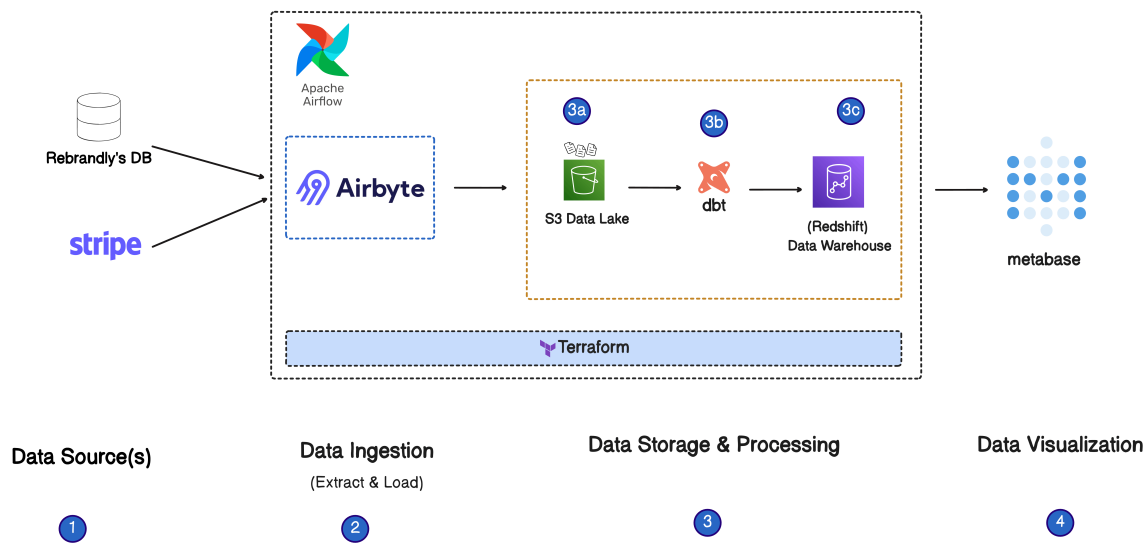 Apache
Airflow
3a
3b
3c
Rebrandly's DB
Airbyte
S3 Data Lake
dbt
(Redshift)
Data Warehouse
stripe
metabase
Terraform
Data Source(s)
Data Ingestion
(Extract & Load)
Data Storage & Processing
Data Visualization
1
2
3
4